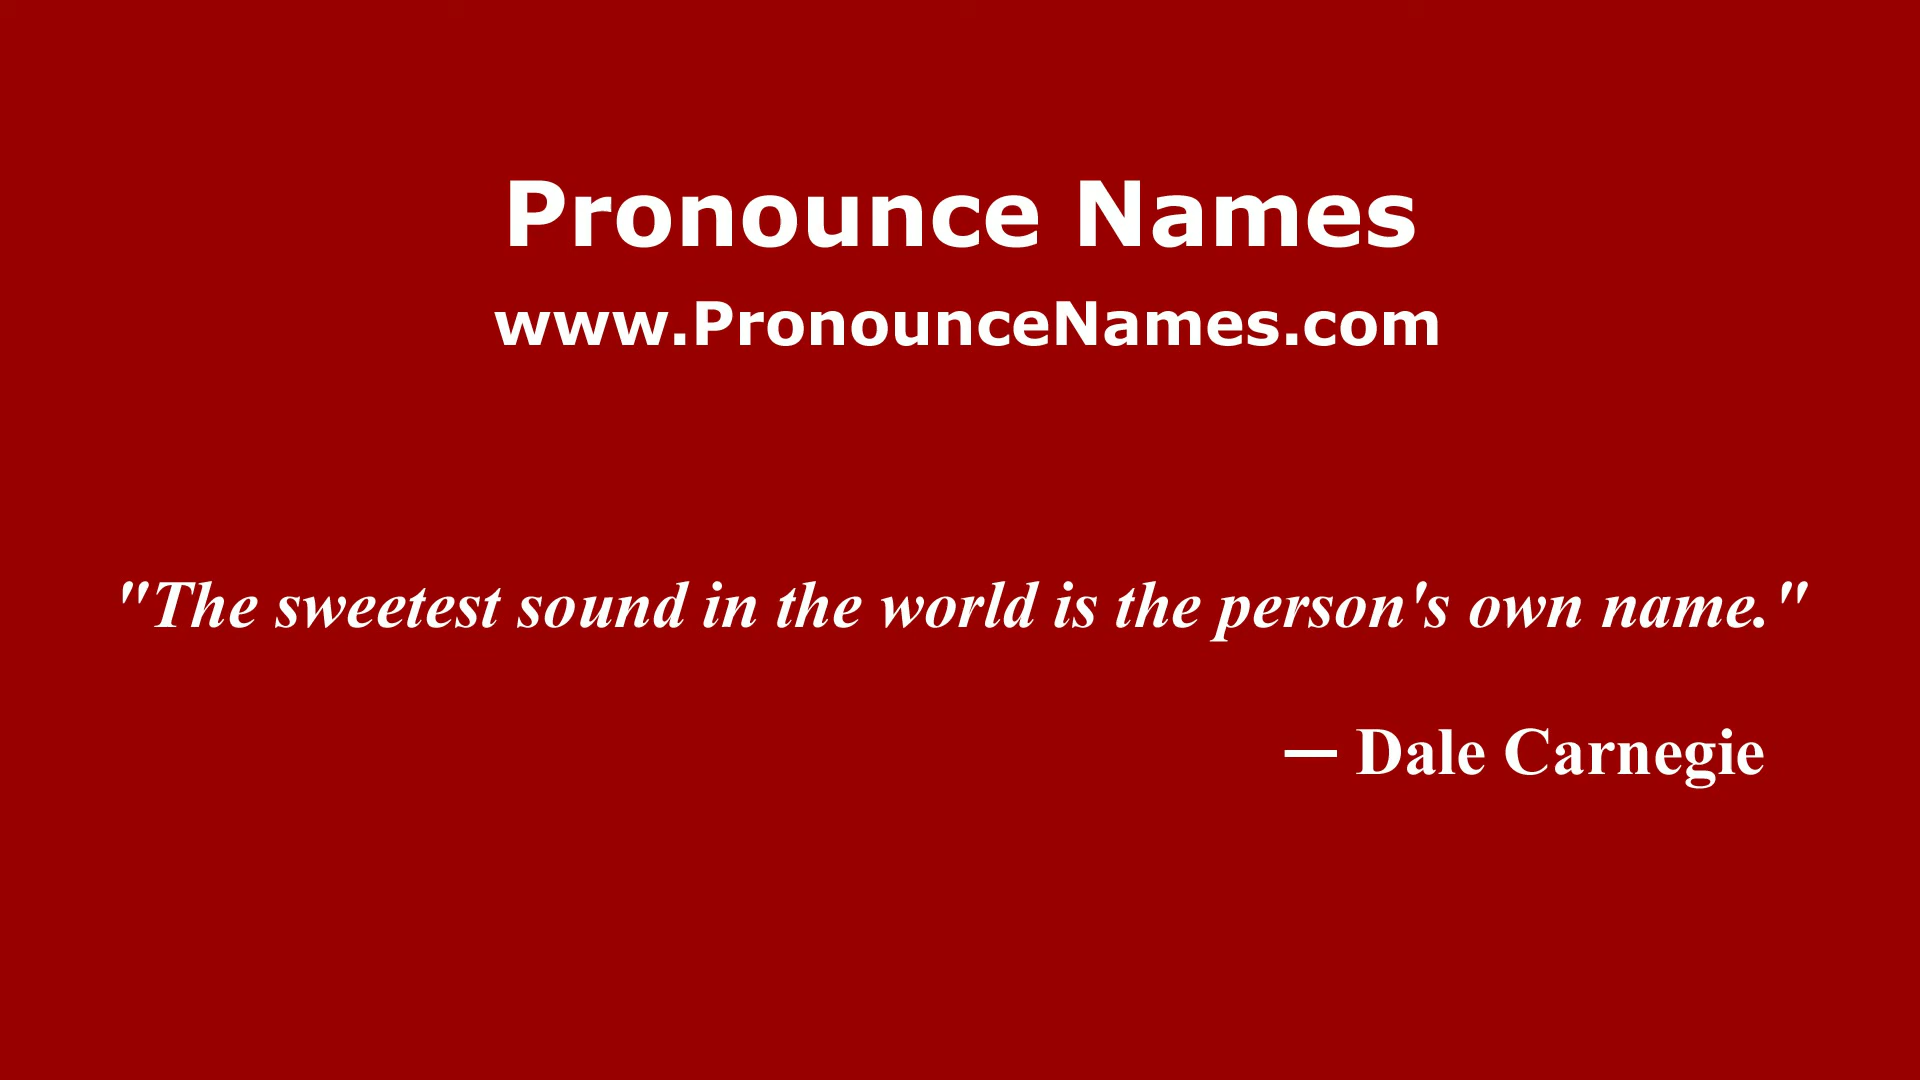 Pronounce Names
www.PronounceNames.com
"The sweetest sound in the world is the person's own name."
— Dale Carnegie